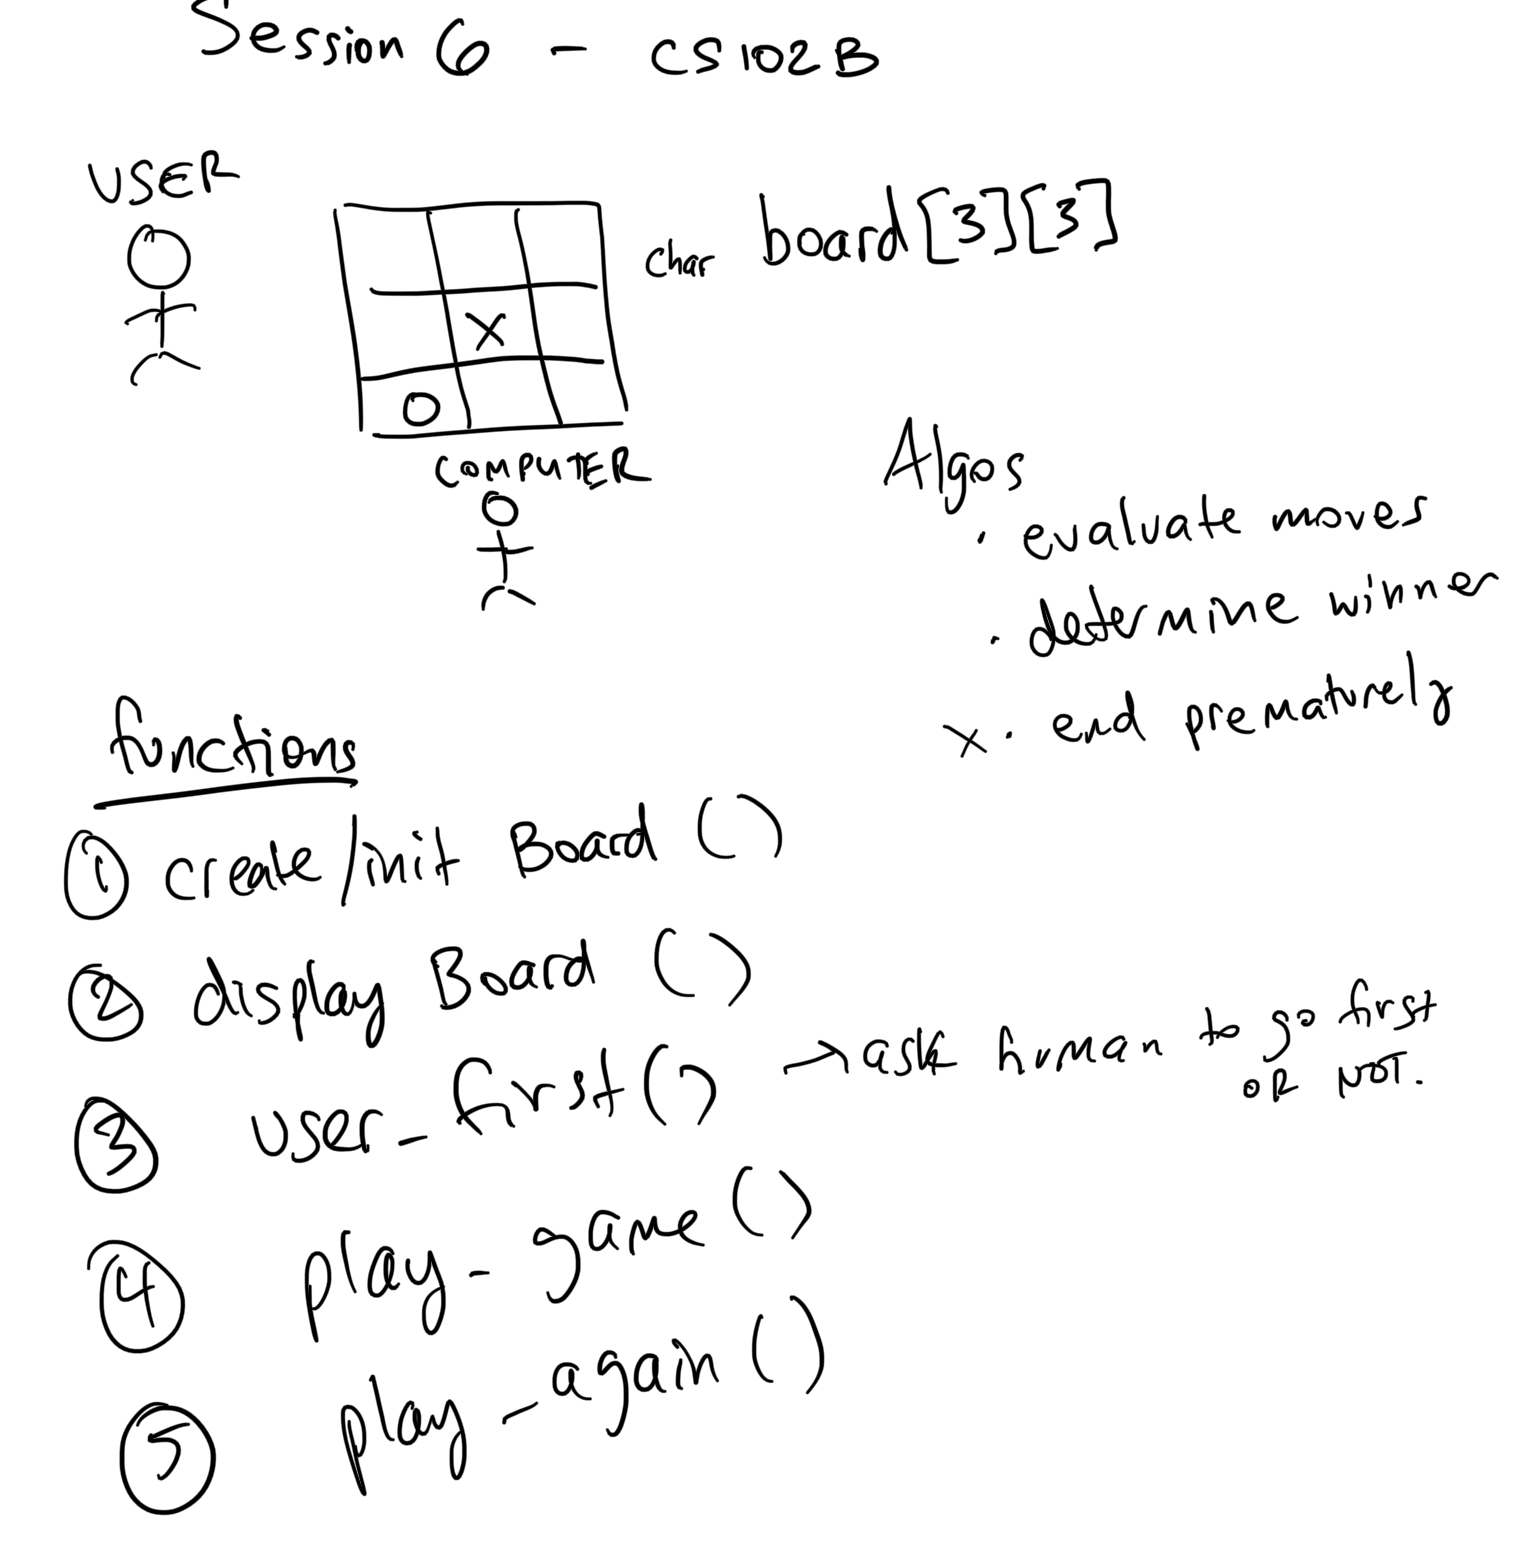 Session 6 - CS102B
USER
char board[3][3]
X
O
COMPUTER
Algos
· evaluate moves
· determine winner
x · end prematurely
functions
① create/init Board ()
② display Board ()
③ user_first() → ask human to go first
OR NOT.
④ play_game()
⑤ play_again()